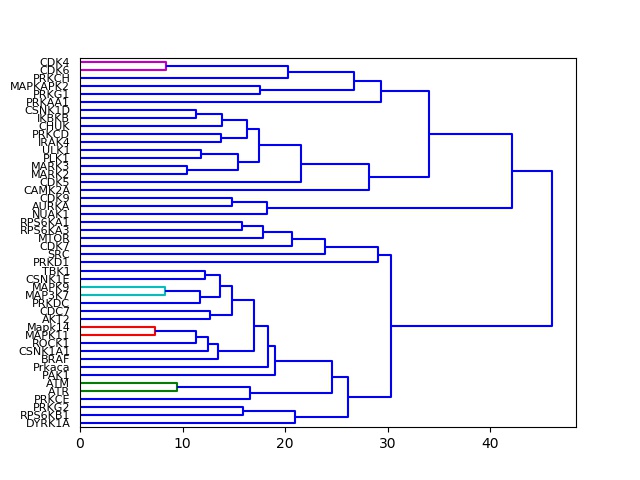 CDK4
CDK6
PRKCH
MAPKAPK2
PRKG1
PRKAA1
CSNK1D
IKBKB
CHUK
PRKCD
IRAK4
ULK1
PLK1
MARK3
MARK2
CDK5
CAMK2A
CDK9
AURKA
NUAK1
RPS6KA1
RPS6KA3
MTOR
CDK7
SRC
PRKD1
TBK1
CSNK1E
MAPK9
MAP3K7
PRKDC
CDC7
AKT2
Mapk14
MAPK11
ROCK1
CSNK1A1
BRAF
Prkaca
PAK1
ATM
ATR
PRKCE
PRKG2
RPS6KB1
DYRK1A
0 10 20 30 40